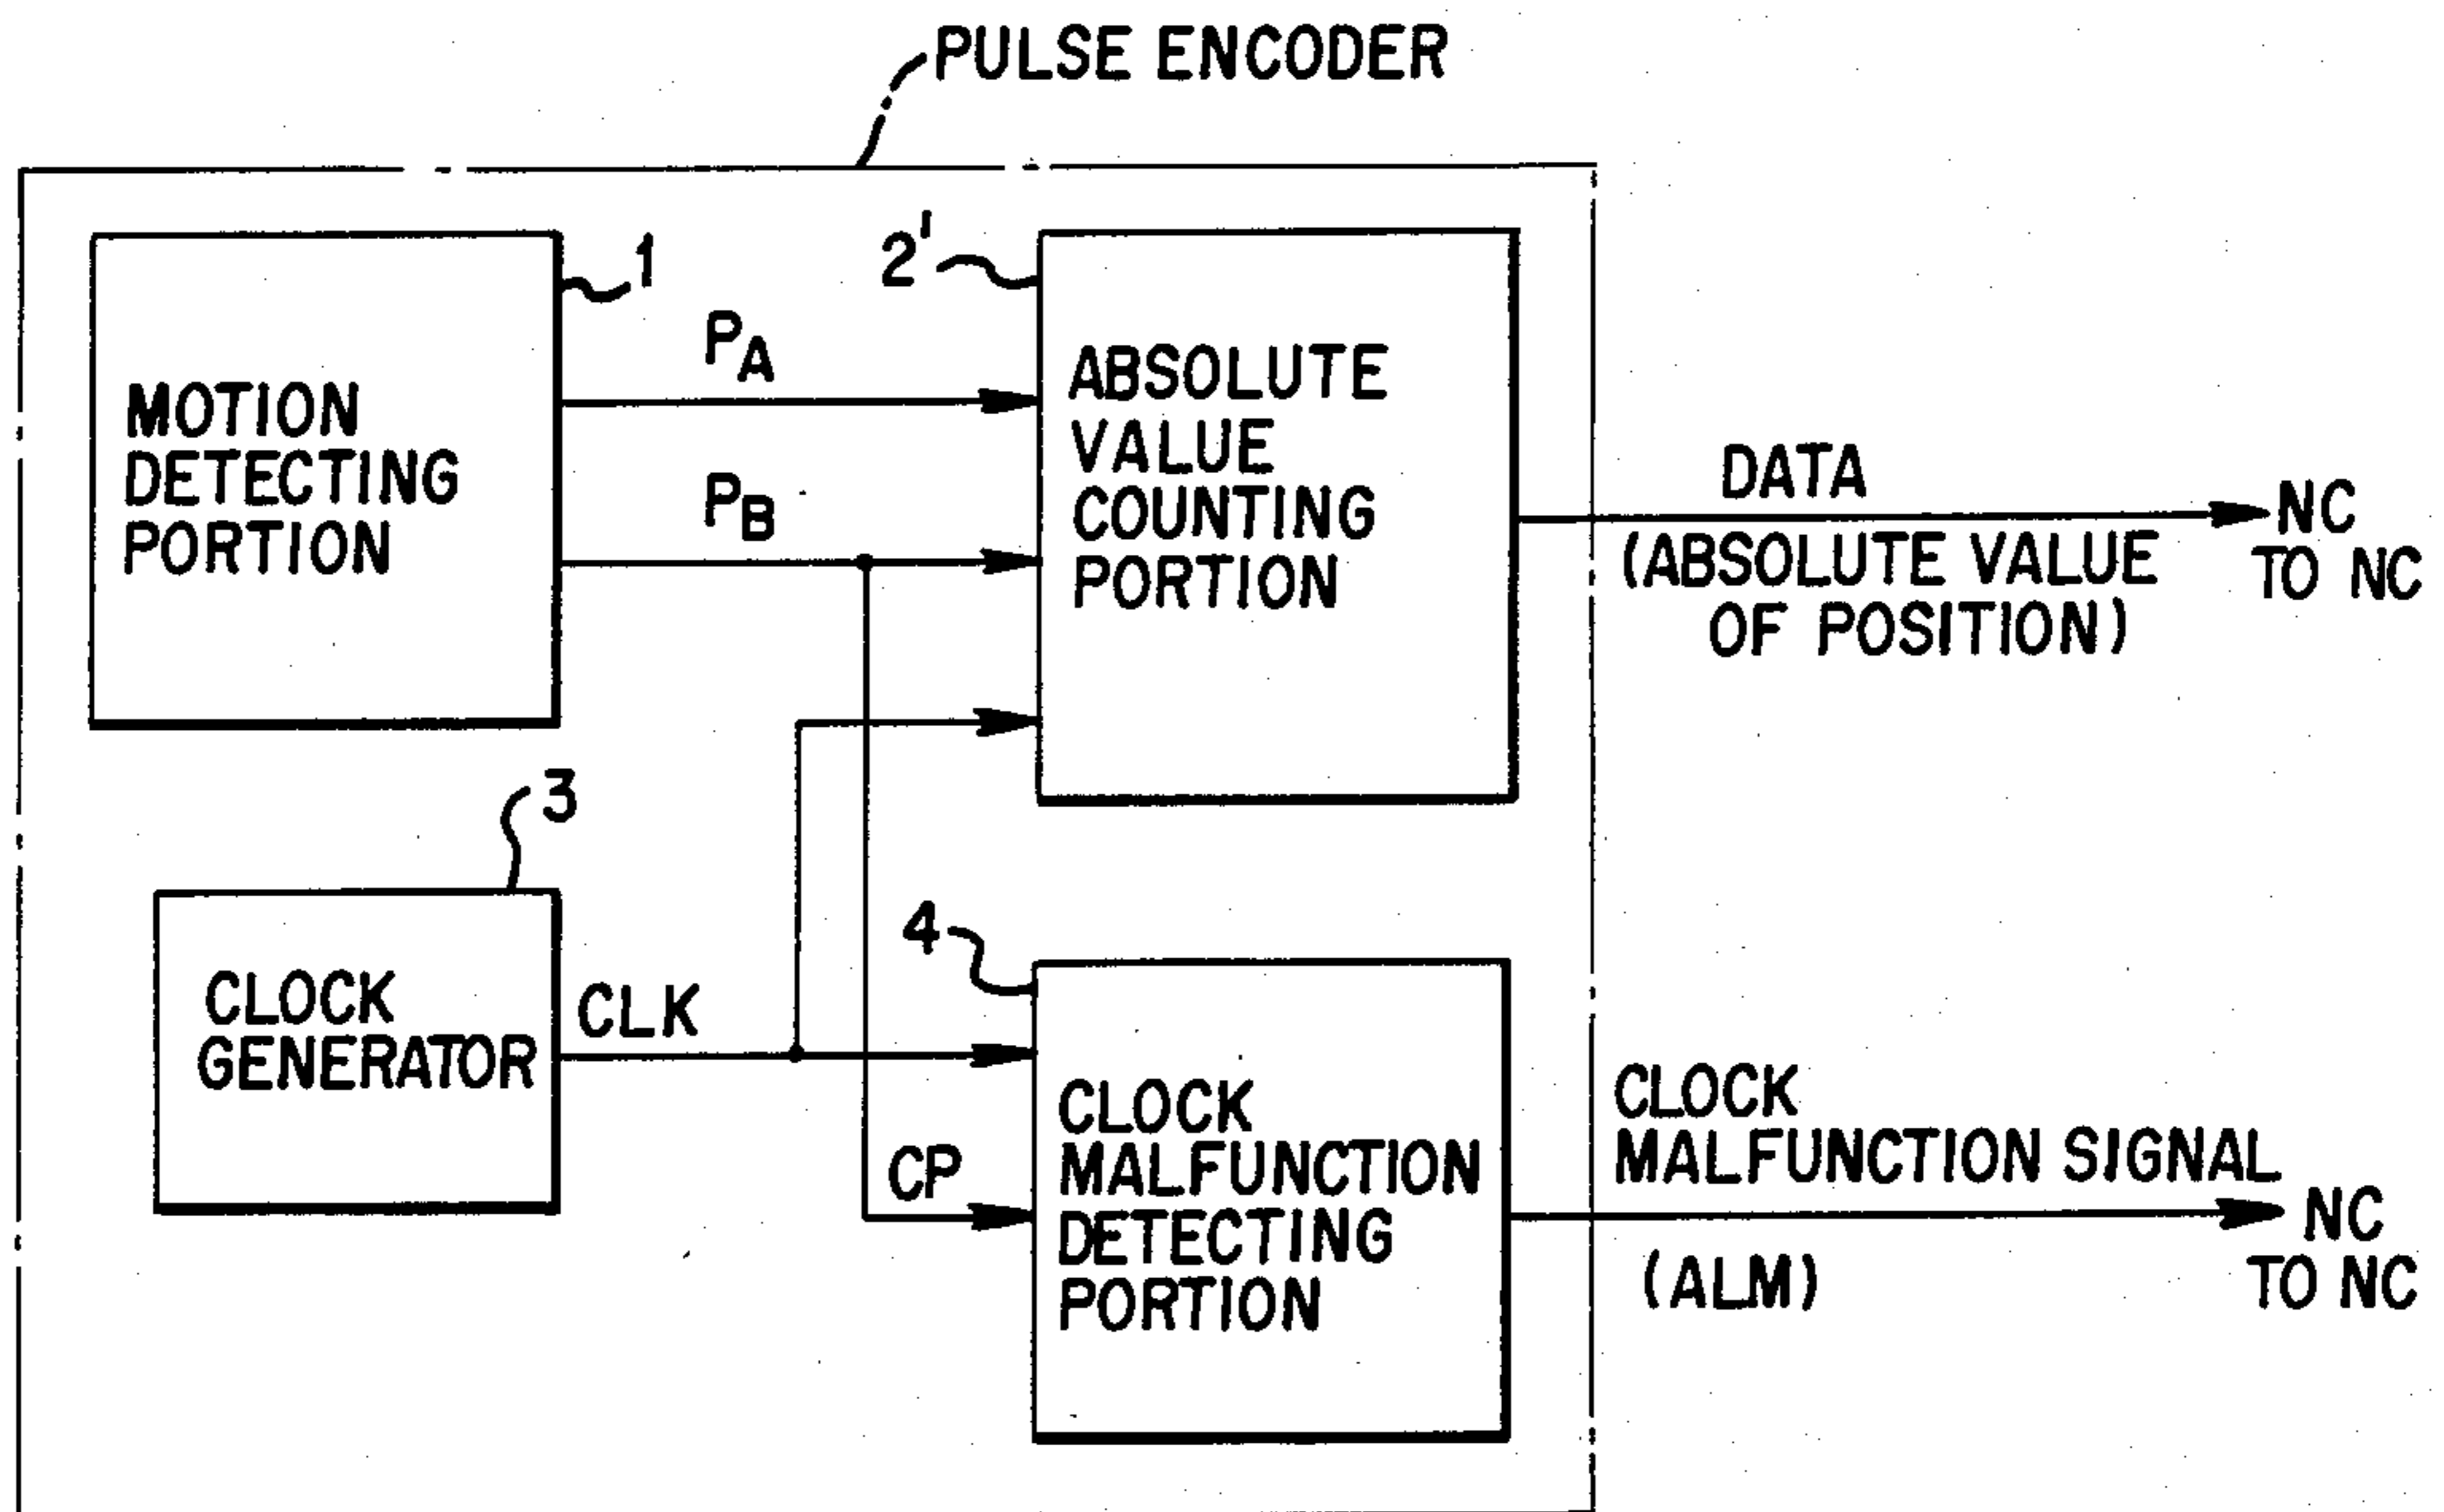 PULSE ENCODER
1
2'
PA
PB
MOTION
DETECTING
PORTION
ABSOLUTE
VALUE
COUNTING
PORTION
DATA
(ABSOLUTE VALUE
OF POSITION)
NC
TO NC
3
CLOCK
GENERATOR
CLK
4
CP
CLOCK
MALFUNCTION
DETECTING
PORTION
CLOCK
MALFUNCTION SIGNAL
(ALM)
NC
TO NC